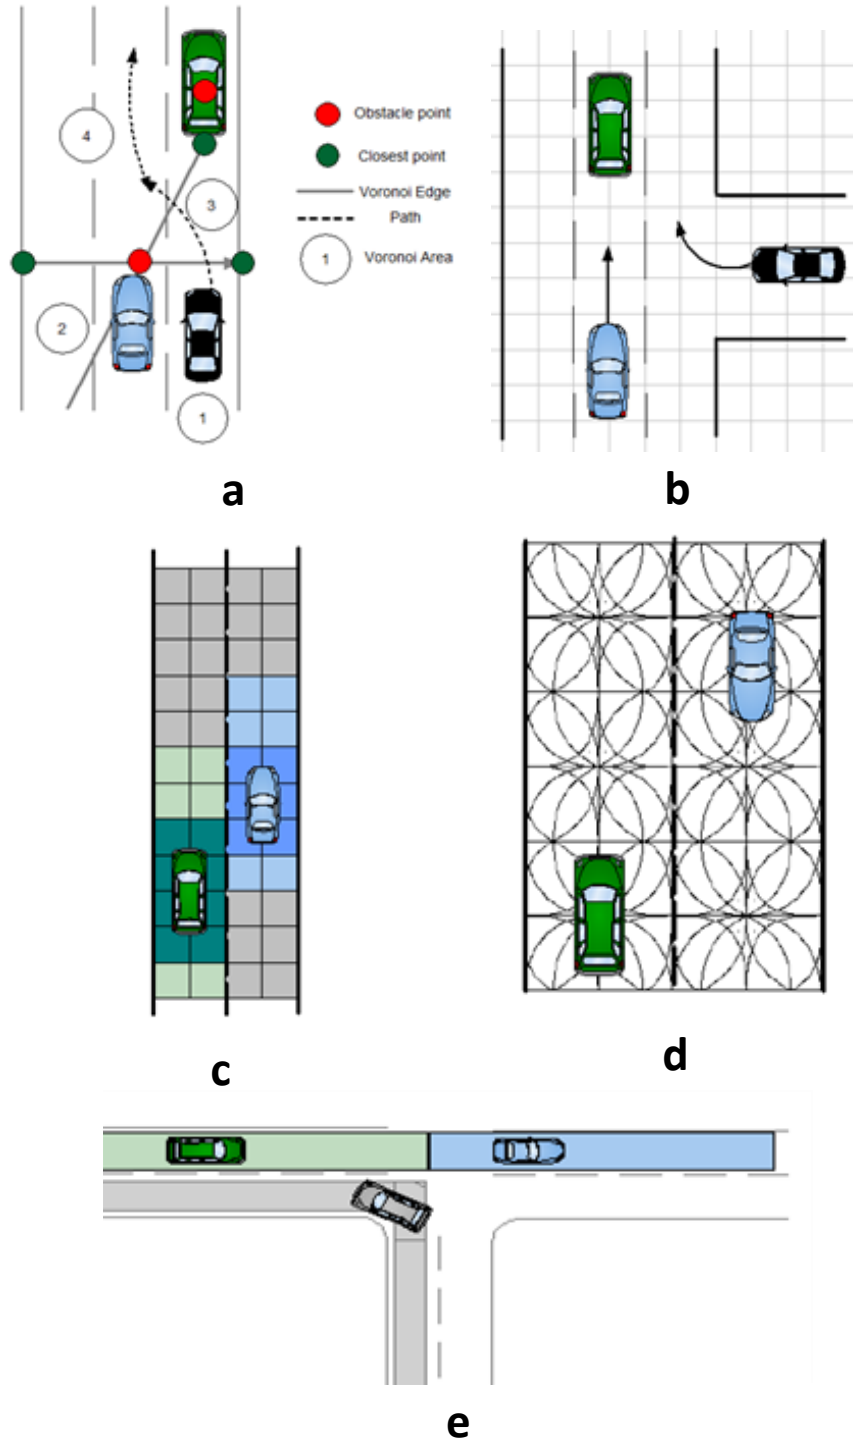 4
3
2
1
Obstacle point
Closest point
Voronoi Edge
Path
1 Voronoi Area
a
b
c
d
e